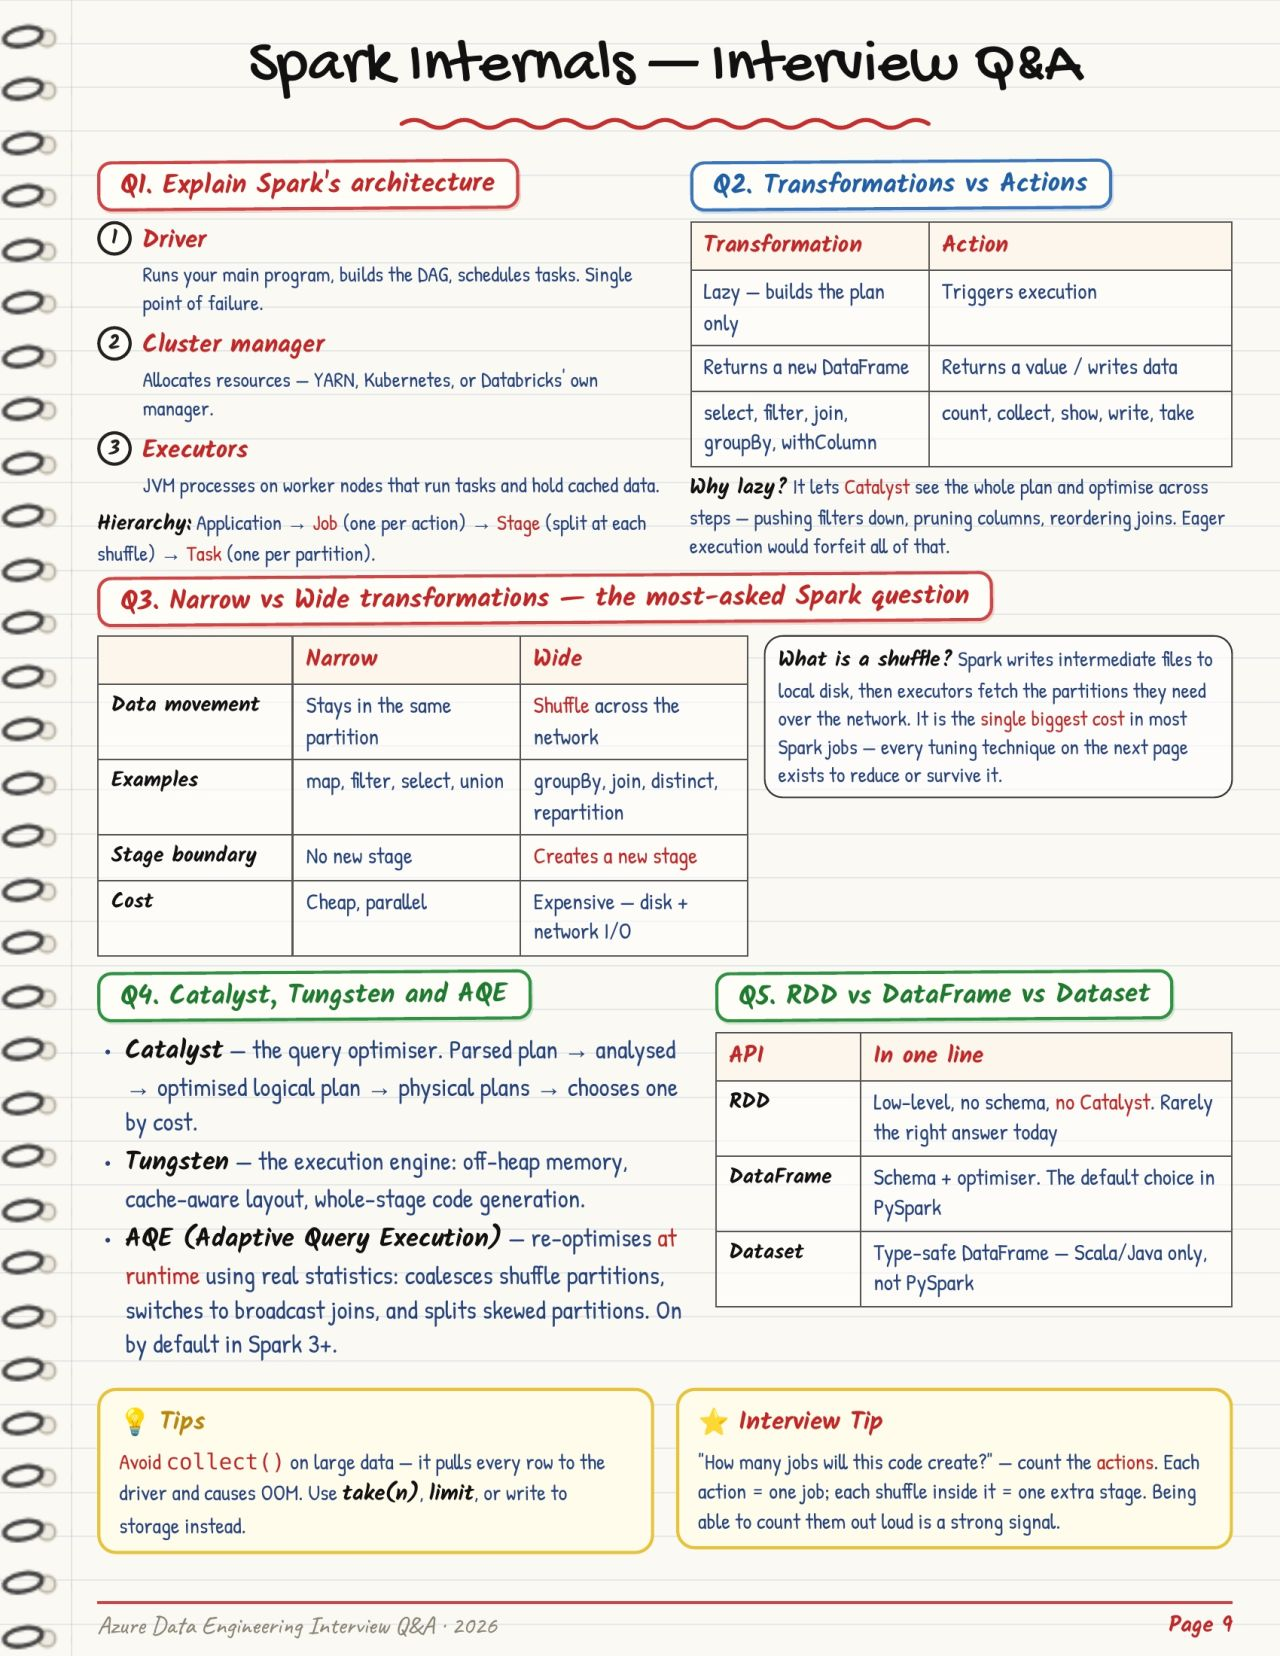 Spark Internals — Interview Q&A
Q1. Explain Spark's architecture
1 Driver
Runs your main program, builds the DAG, schedules tasks. Single
point of failure.
2 Cluster manager
Allocates resources — YARN, Kubernetes, or Databricks' own
manager.
3 Executors
JVM processes on worker nodes that run tasks and hold cached data.
Hierarchy: Application → Job (one per action) → Stage (split at each
shuffle) → Task (one per partition).
Q2. Transformations vs Actions
Transformation Action
Lazy — builds the plan Triggers execution
only
Returns a new DataFrame Returns a value / writes data
select, filter, join, count, collect, show, write, take
groupBy, withColumn
Why lazy? It lets Catalyst see the whole plan and optimise across
steps — pushing filters down, pruning columns, reordering joins. Eager
execution would forfeit all of that.
Q3. Narrow vs Wide transformations — the most-asked Spark question
Narrow Wide
Data movement Stays in the same Shuffle across the
partition network
Examples map, filter, select, union groupBy, join, distinct,
repartition
Stage boundary No new stage Creates a new stage
Cost Cheap, parallel Expensive — disk +
network I/O
What is a shuffle? Spark writes intermediate files to
local disk, then executors fetch the partitions they need
over the network. It is the single biggest cost in most
Spark jobs — every tuning technique on the next page
exists to reduce or survive it.
Q4. Catalyst, Tungsten and AQE
• Catalyst — the query optimiser. Parsed plan → analysed
→ optimised logical plan → physical plans → chooses one
by cost.
• Tungsten — the execution engine: off-heap memory,
cache-aware layout, whole-stage code generation.
• AQE (Adaptive Query Execution) — re-optimises at
runtime using real statistics: coalesces shuffle partitions,
switches to broadcast joins, and splits skewed partitions. On
by default in Spark 3+.
Q5. RDD vs DataFrame vs Dataset
API In one line
RDD Low-level, no schema, no Catalyst. Rarely
the right answer today
DataFrame Schema + optimiser. The default choice in
PySpark
Dataset Type-safe DataFrame — Scala/Java only,
not PySpark
💡 Tips
Avoid collect() on large data — it pulls every row to the
driver and causes OOM. Use take(n), limit, or write to
storage instead.
⭐ Interview Tip
"How many jobs will this code create?" — count the actions. Each
action = one job; each shuffle inside it = one extra stage. Being
able to count them out loud is a strong signal.
Azure Data Engineering Interview Q&A · 2026
Page 9